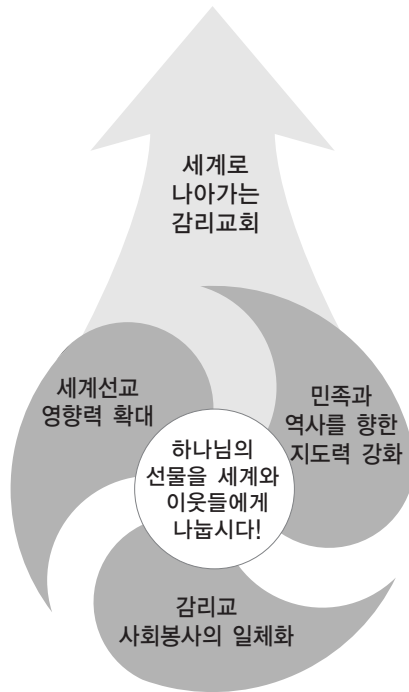 세계로
나아가는
감리교회
세계선교
영향력 확대
민족과
역사를 향한
지도력 강화
하나님의
선물을 세계와
이웃들에게
나눕시다!
감리교
사회봉사의 일체화